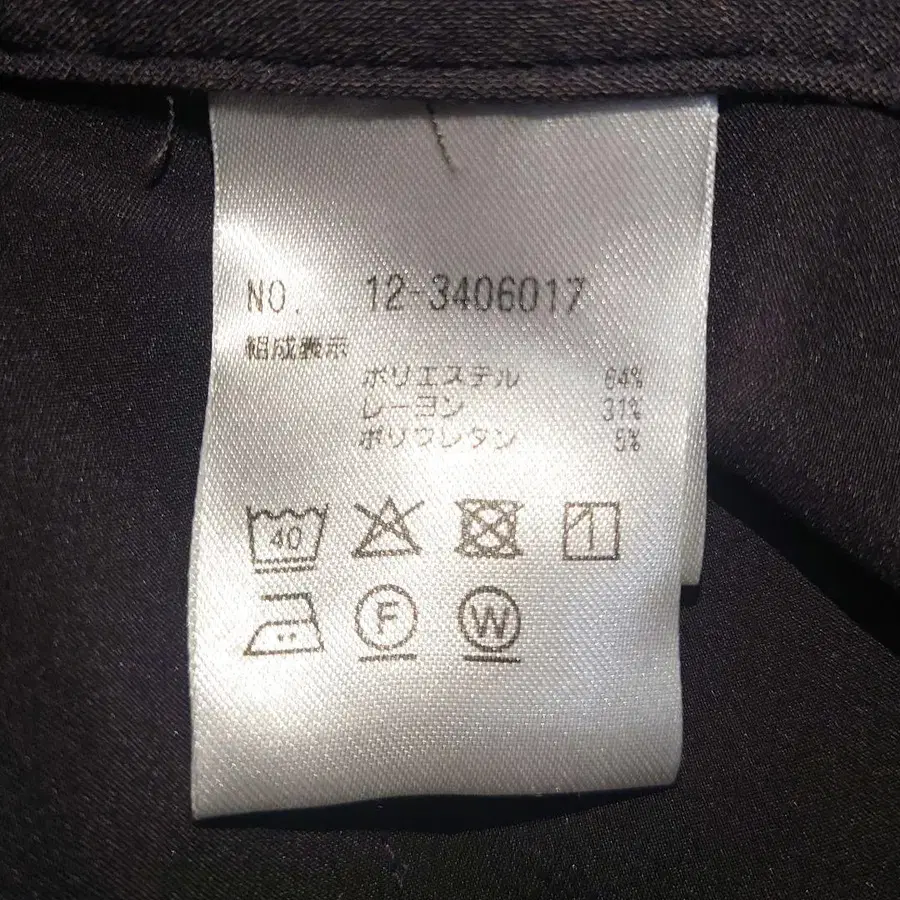 NO. 12-3406017
組成表示
ポリエステル 64%
レーヨン 31%
ポリウレタン 5%
40
F W